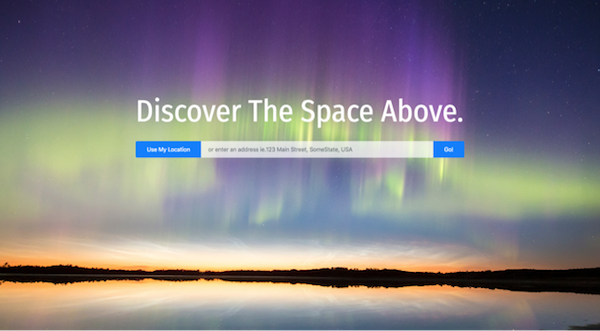 Discover The Space Above.
Use My Location or enter an address ie.123 Main Street, SomeState, USA Go!